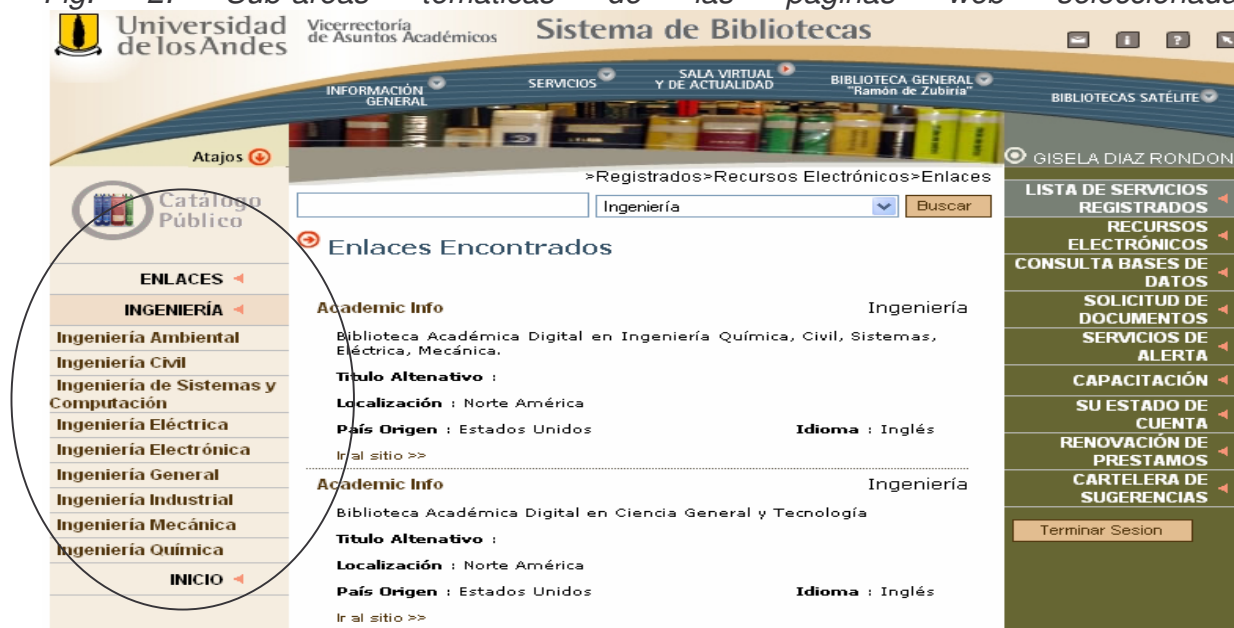 Fig. 2. Sub-áreas temáticas de las páginas web
Universidad
de los Andes
Vicerrectoría
de Asuntos Académicos
Sistema de Bibliotecas
INFORMACIÓN
GENERAL
SERVICIOS
SALA VIRTUAL
Y DE ACTUALIDAD
BIBLIOTECA GENERAL
"Ramón de Zubiría"
BIBLIOTECAS SATÉLITE
Atajos
Catálogo
Público
ENLACES
INGENIERÍA
Ingeniería Ambiental
Ingeniería Civil
Ingeniería de Sistemas y
Computación
Ingeniería Eléctrica
Ingeniería Electrónica
Ingeniería General
Ingeniería Industrial
Ingeniería Mecánica
Ingeniería Química
INICIO
>Registrados>Recursos Electrónicos>Enlaces
Ingeniería
Buscar
Enlaces Encontrados
Academic Info Ingeniería
Biblioteca Académica Digital en Ingeniería Química, Civil, Sistemas,
Eléctrica, Mecánica.
Titulo Altenativo :
Localización : Norte América
País Origen : Estados Unidos Idioma : Inglés
Ir al sitio >>
Academic Info Ingeniería
Biblioteca Académica Digital en Ciencia General y Tecnología
Titulo Altenativo :
Localización : Norte América
País Origen : Estados Unidos Idioma : Inglés
Ir al sitio >>
GISELA DIAZ RONDON
LISTA DE SERVICIOS
REGISTRADOS
RECURSOS
ELECTRÓNICOS
CONSULTA BASES DE
DATOS
SOLICITUD DE
DOCUMENTOS
SERVICIOS DE
ALERTA
CAPACITACIÓN
SU ESTADO DE
CUENTA
RENOVACIÓN DE
PRESTAMOS
CARTELERA DE
SUGERENCIAS
Terminar Sesion